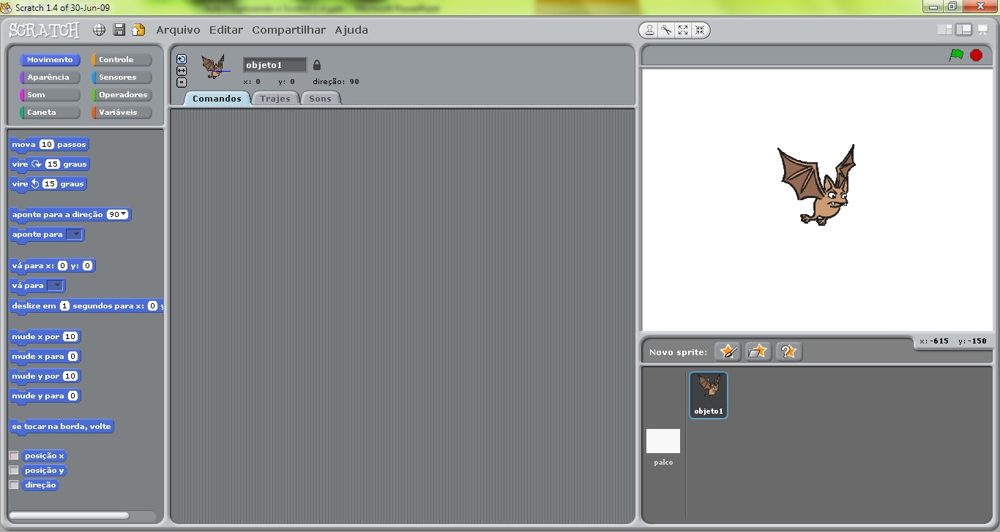 Scratch 1.4 of 30-Jun-09
SCRATCH Arquivo Editar Compartilhar Ajuda
Movimento Controle
Aparência Sensores
Som Operadores
Caneta Variáveis
objeto1
x: 0 y: 0 direção: 90
Comandos Trajes Sons
mova 10 passos
vire 15 graus
vire 15 graus
aponte para a direção 90
aponte para
vá para x: 0 y: 0
vá para
deslize em 1 segundos para x: 0 y
mude x por 10
mude x para 0
mude y por 10
mude y para 0
se tocar na borda, volte
posição x
posição y
direção
x: -615 y: -150
Novo sprite:
objeto1
palco